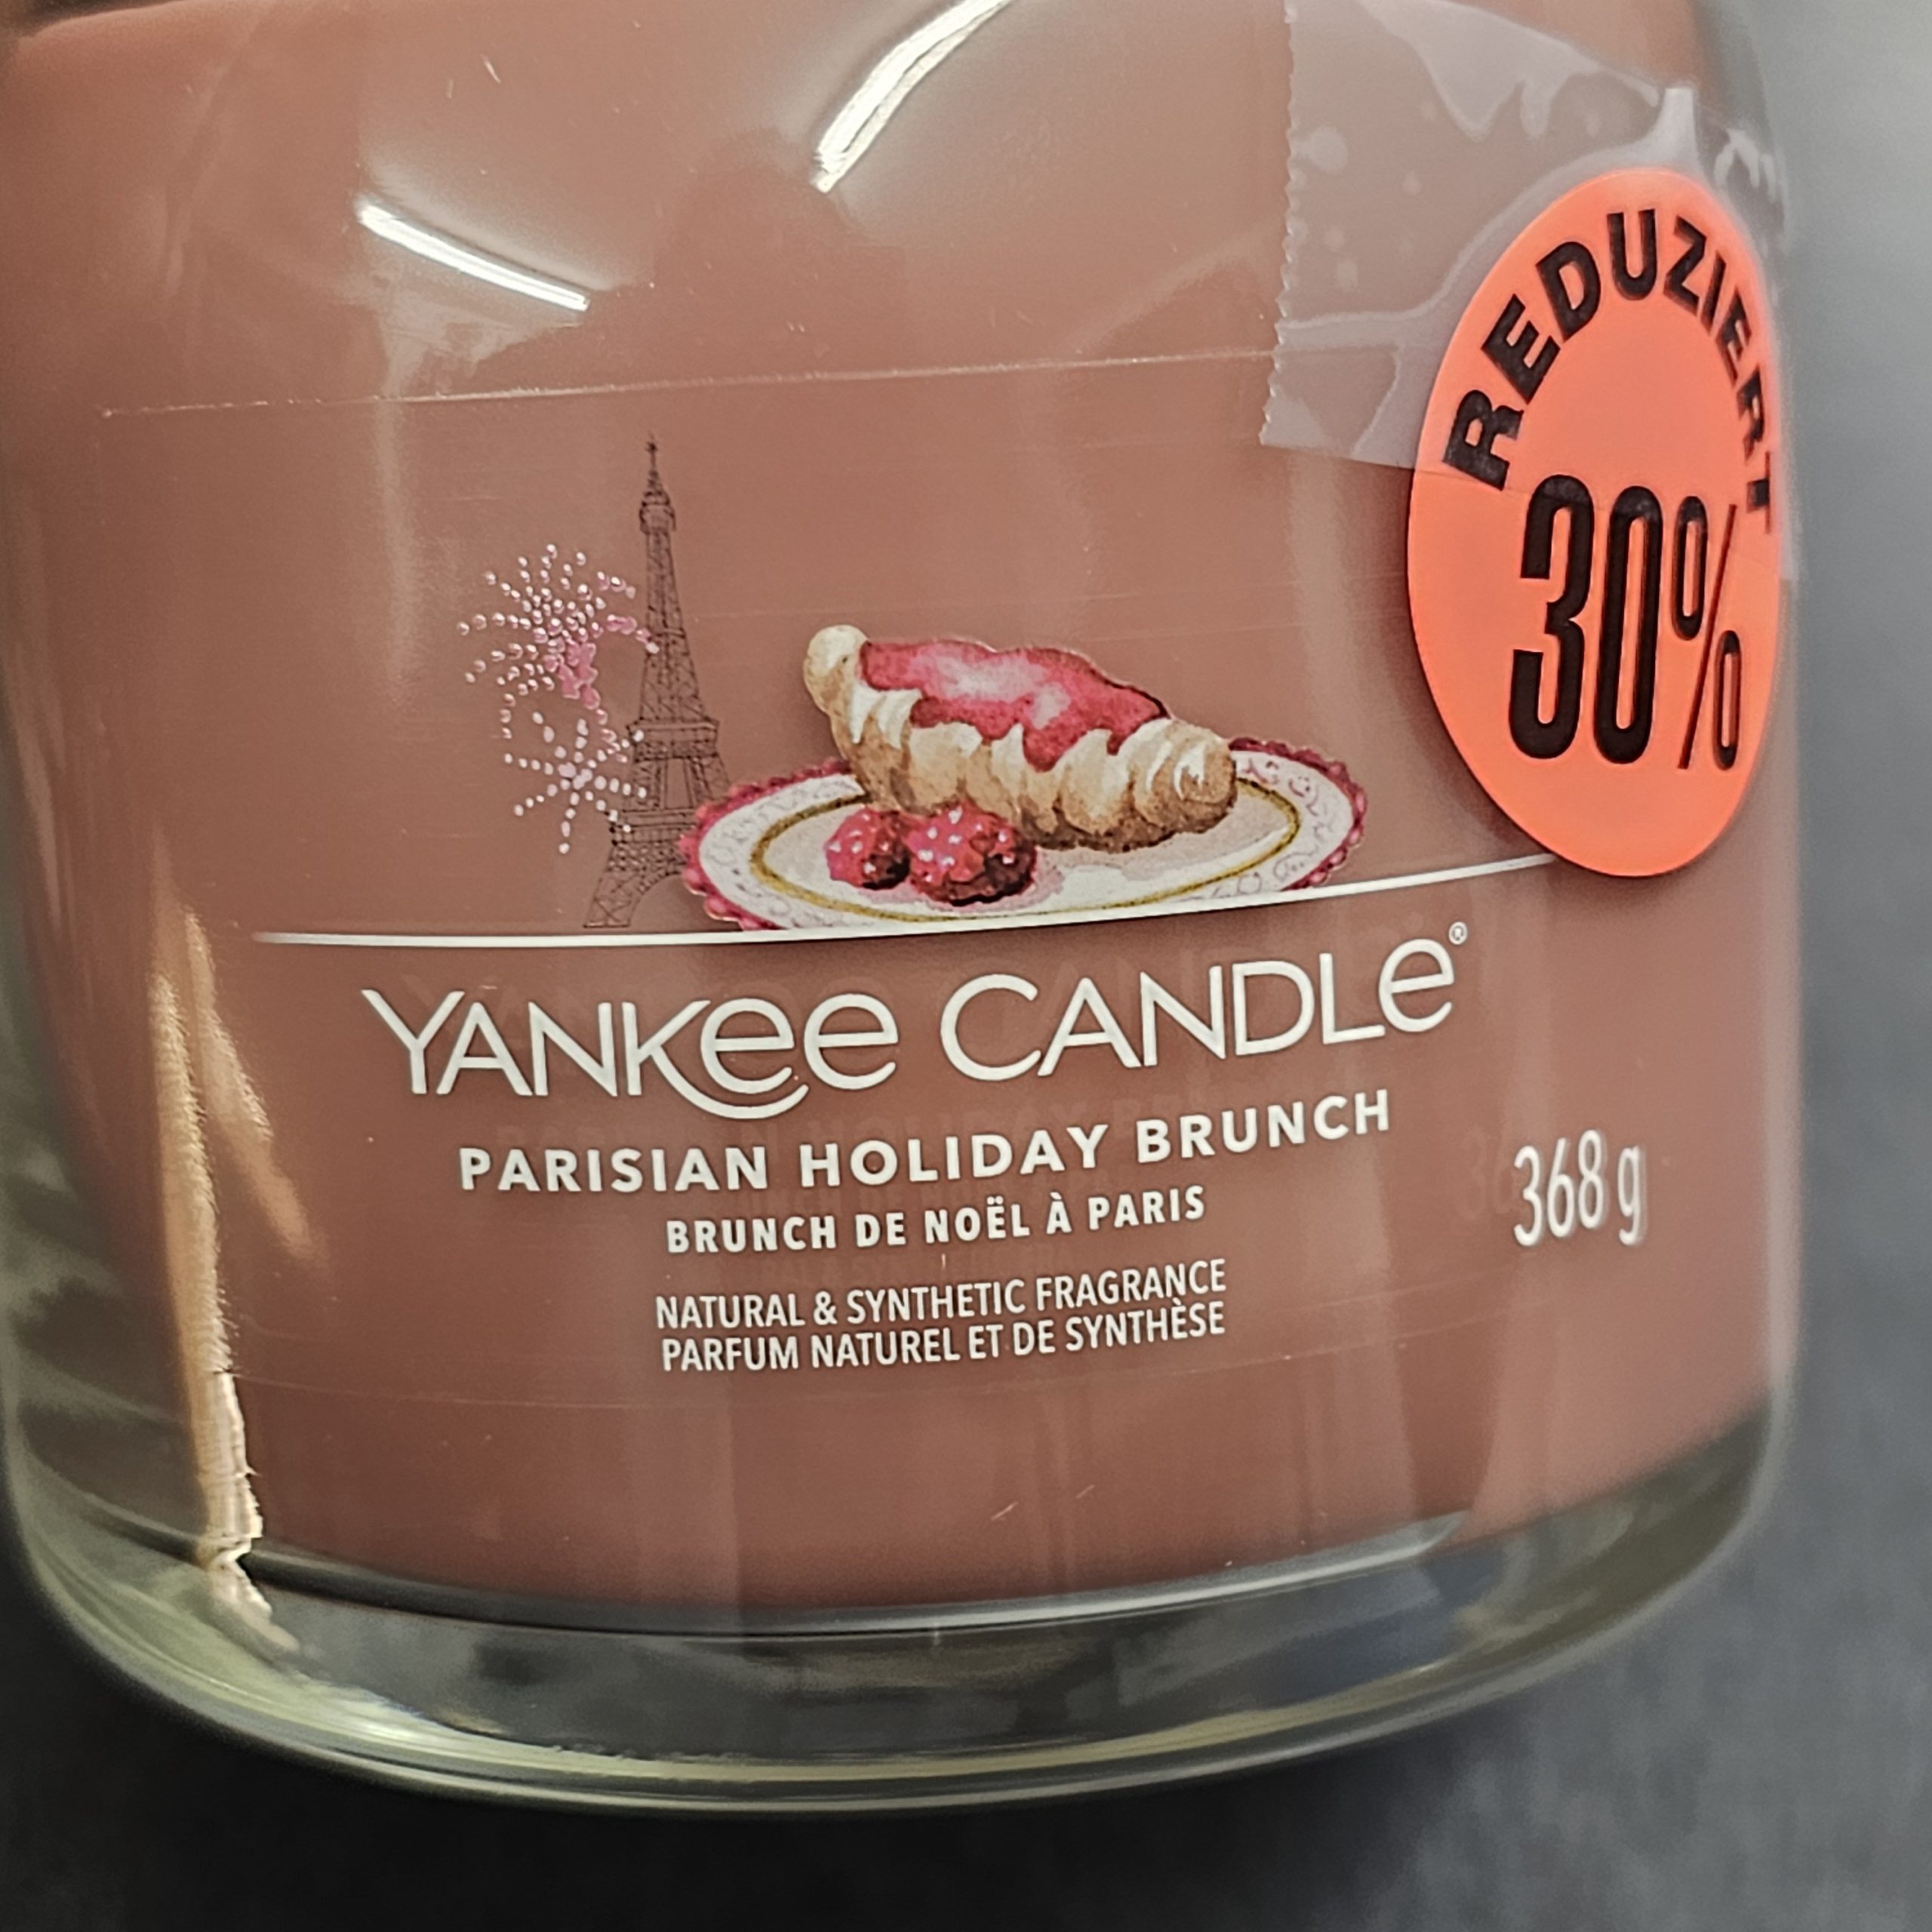 REDUZIERT
30%
YANKEE CANDLE®
PARISIAN HOLIDAY BRUNCH
BRUNCH DE NOËL À PARIS
368 g
NATURAL & SYNTHETIC FRAGRANCE
PARFUM NATUREL ET DE SYNTHÈSE